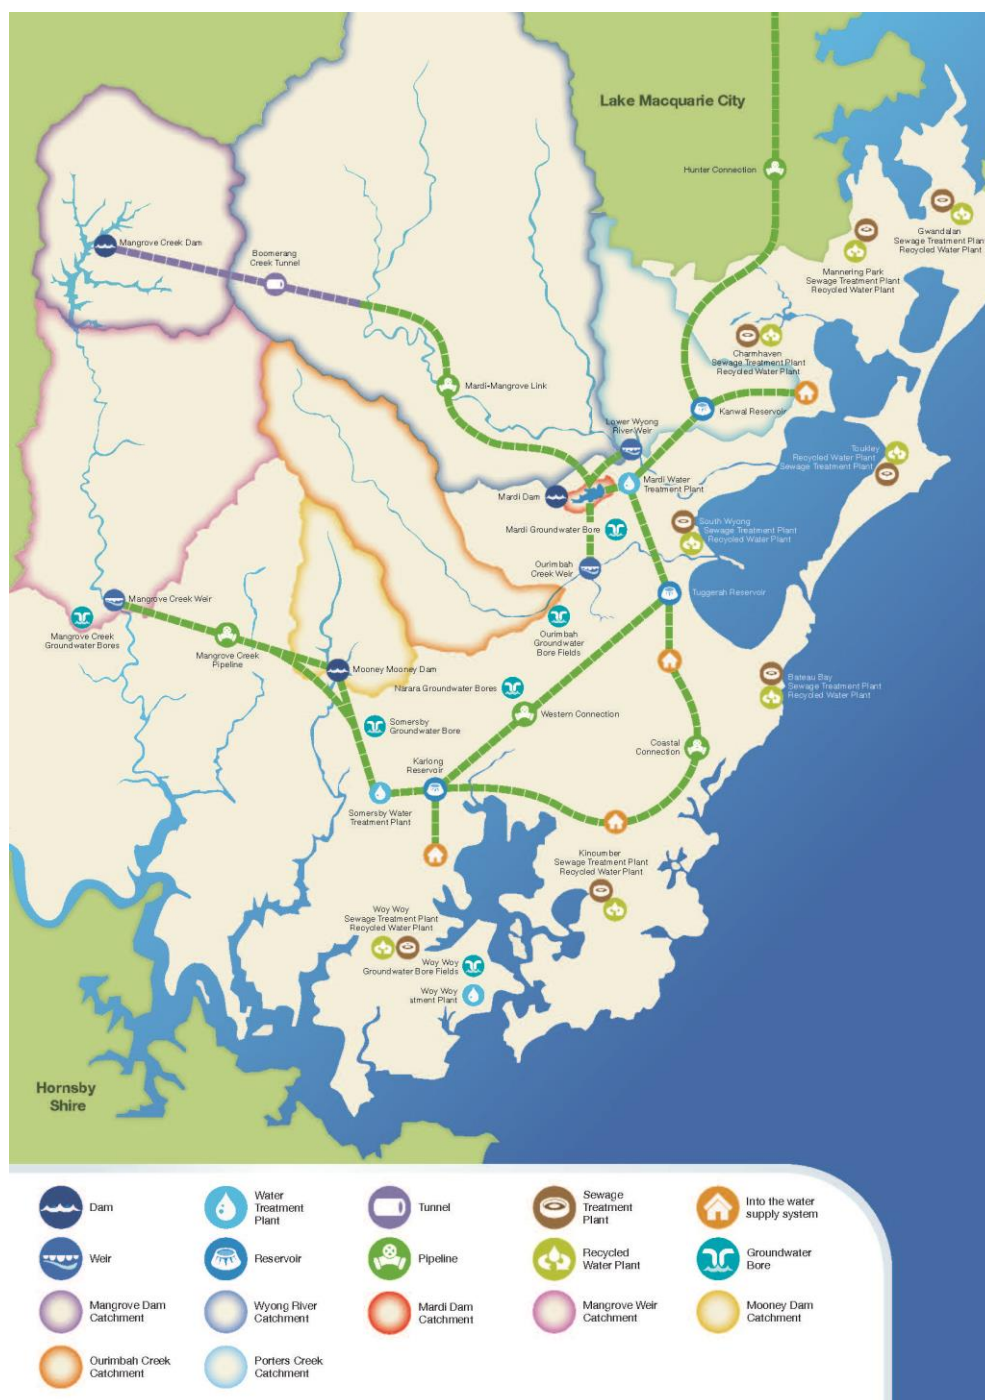 Lake Macquarie City
Hunter Connection
Gwandalan
Sewage Treatment Plant
Recycled Water Plant
Mannering Park
Sewage Treatment Plant
Recycled Water Plant
Mangrove Creek Dam
Boomerang
Creek Tunnel
Charmhaven
Sewage Treatment Plant
Recycled Water Plant
Mardi-Mangrove Link
Kanwal Reservoir
Lower Wyong
River Weir
Toukley
Recycled Water Plant
Sewage Treatment Plant
Mardi Water
Treatment Plant
Mardi Dam
Mardi Groundwater Bore
South Wyong
Sewage Treatment Plant
Recycled Water Plant
Ourimbah
Creek Weir
Tuggerah Reservoir
Mangrove Creek Weir
Mangrove Creek
Groundwater Bores
Mangrove Creek
Pipeline
Ourimbah
Groundwater
Bore Fields
Mooney Mooney Dam
Narara Groundwater Bores
Bateau Bay
Sewage Treatment Plant
Recycled Water Plant
Western Connection
Somersby
Groundwater Bore
Coastal
Connection
Karlong
Reservoir
Somersby Water
Treatment Plant
Kincumber
Sewage Treatment Plant
Recycled Water Plant
Woy Woy
Sewage Treatment Plant
Recycled Water Plant
Woy Woy
Groundwater Bore Fields
Woy Woy
stment Plant
Hornsby
Shire
Dam
Water
Treatment
Plant
Tunnel
Sewage
Treatment
Plant
Into the water
supply system
Weir
Reservoir
Pipeline
Recycled
Water Plant
Groundwater
Bore
Mangrove Dam
Catchment
Wyong River
Catchment
Mardi Dam
Catchment
Mangrove Weir
Catchment
Mooney Dam
Catchment
Ourimbah Creek
Catchment
Porters Creek
Catchment